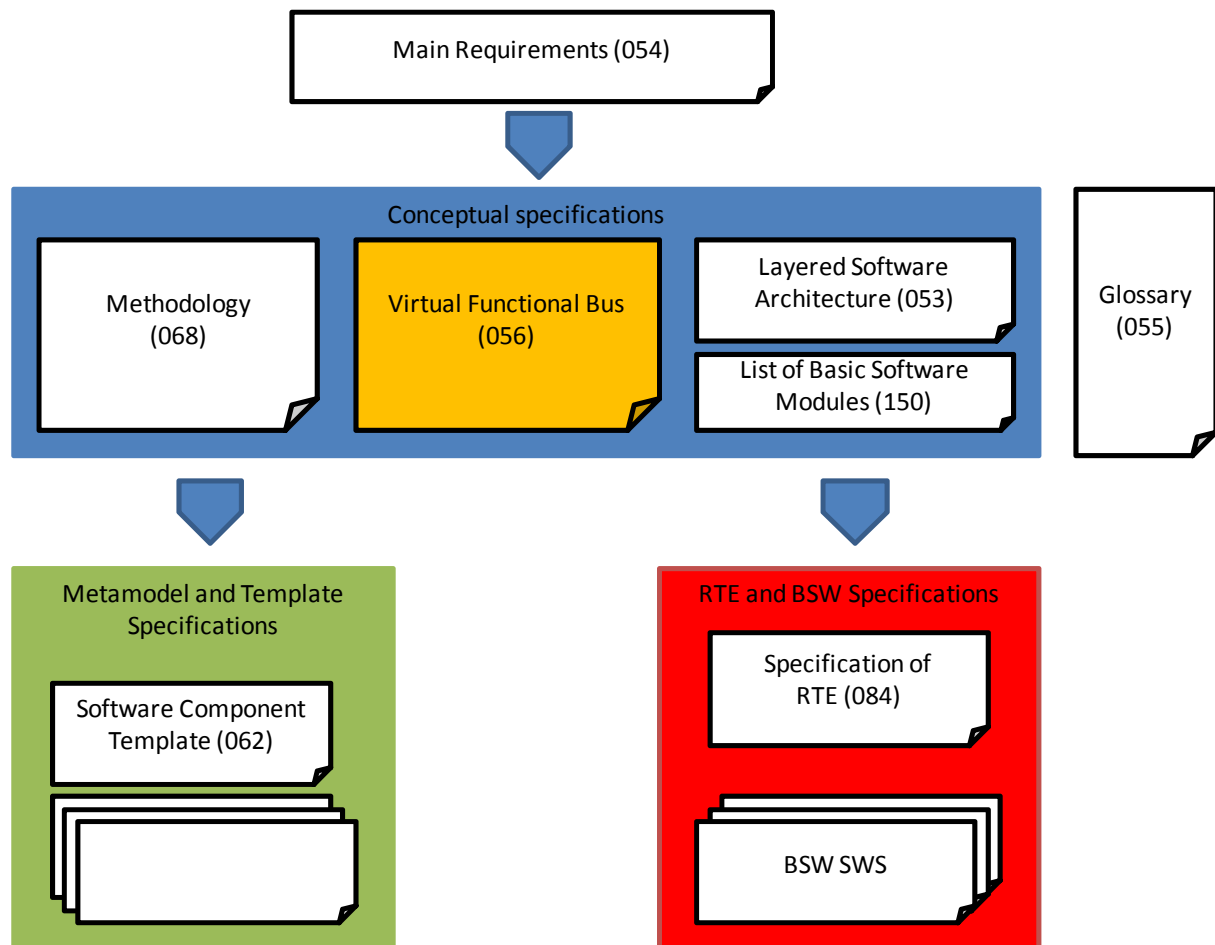 Main Requirements (054)
Conceptual specifications
Methodology
(068)
Virtual Functional Bus
(056)
Layered Software
Architecture (053)
List of Basic Software
Modules (150)
Glossary
(055)
Metamodel and Template
Specifications
Software Component
Template (062)
RTE and BSW Specifications
Specification of
RTE (084)
BSW SWS